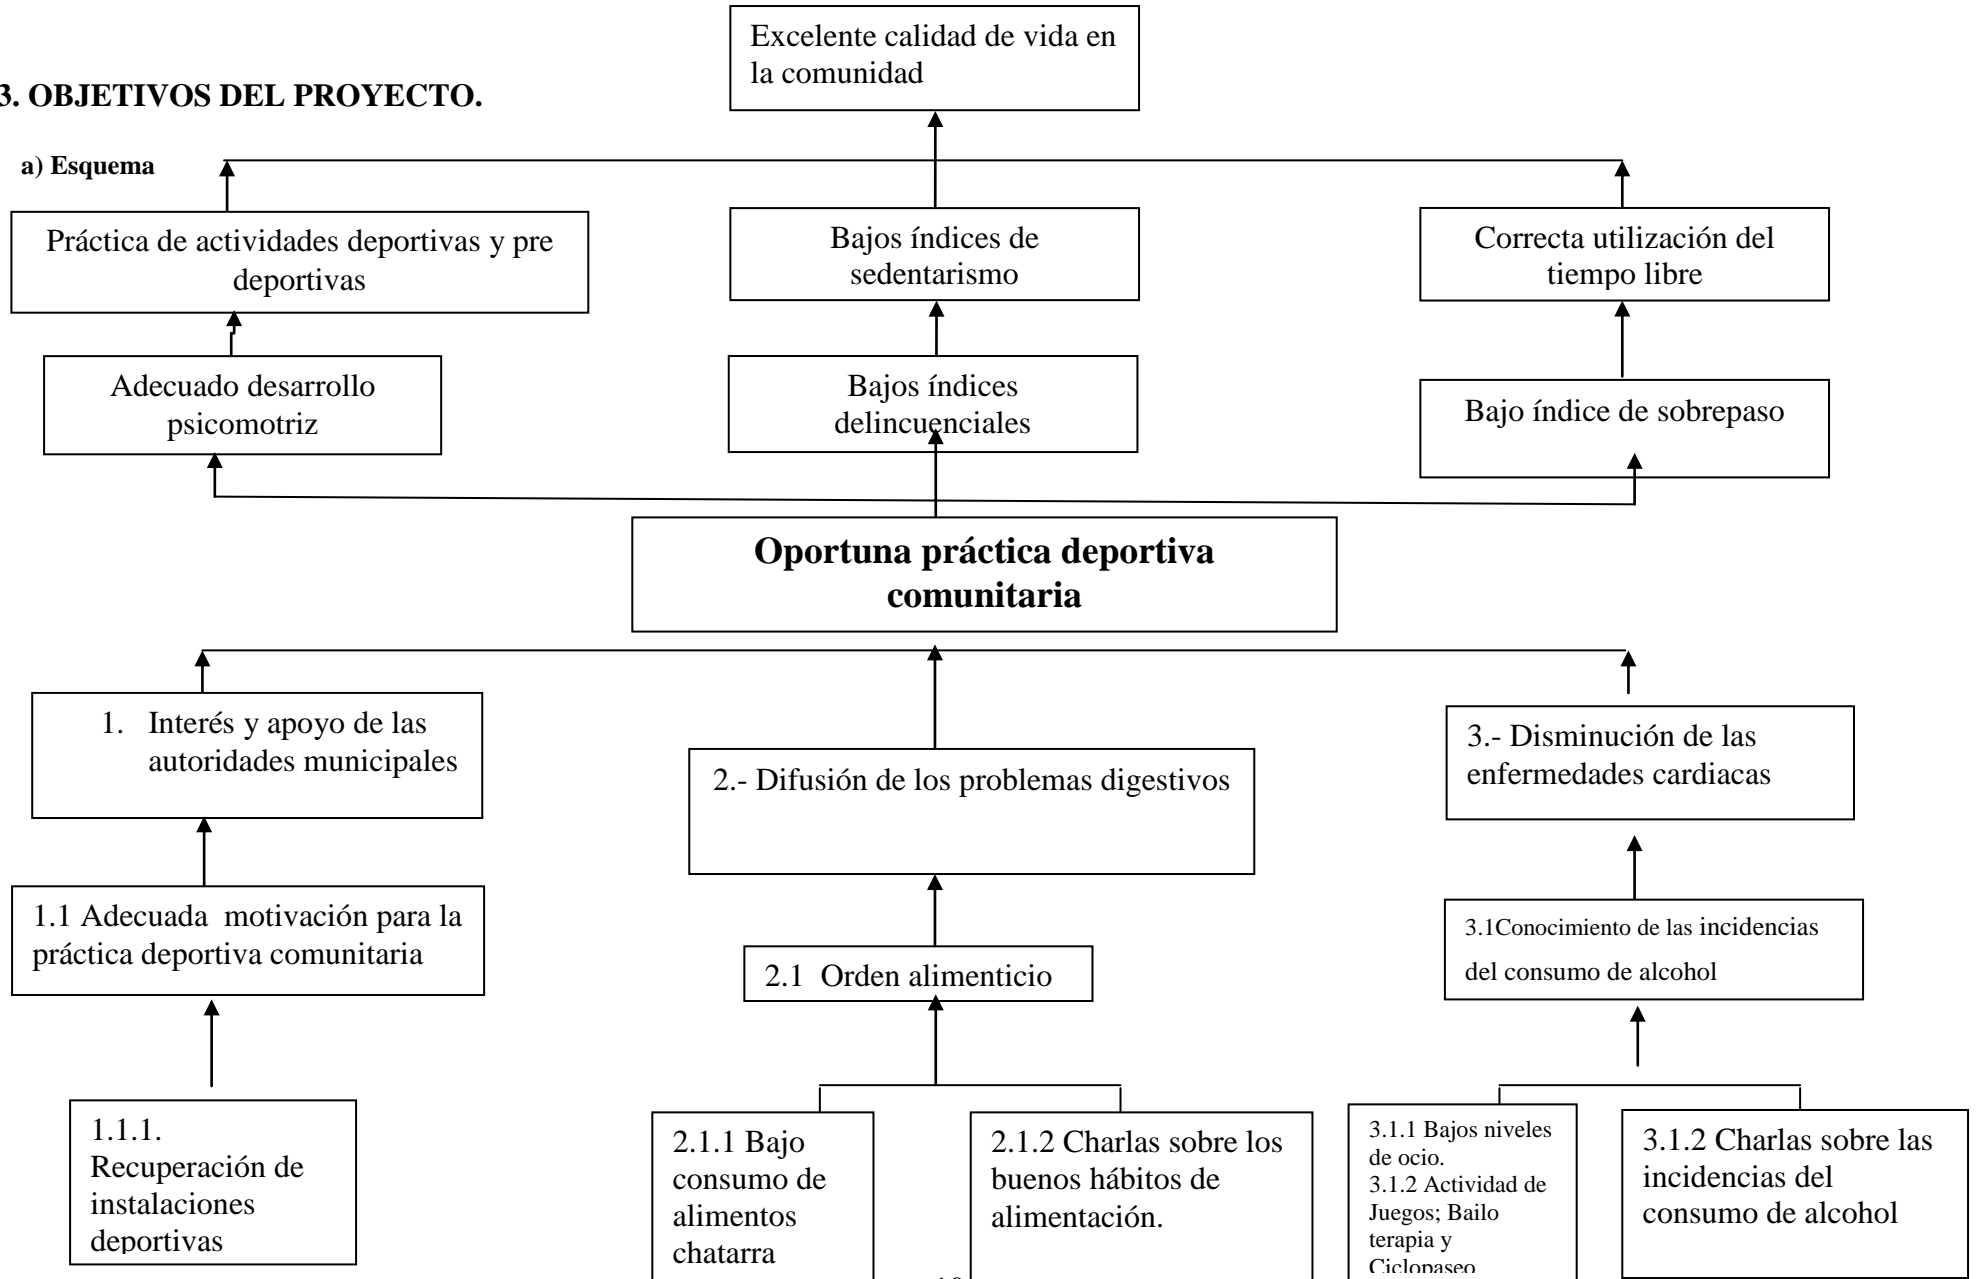 Excelente calidad de vida en
la comunidad
3. OBJETIVOS DEL PROYECTO.
a) Esquema
Práctica de actividades deportivas y pre
deportivas
Bajos índices de
sedentarismo
Correcta utilización del
tiempo libre
Adecuado desarrollo
psicomotriz
Bajos índices
delincuenciales
Bajo índice de sobrepaso
Oportuna práctica deportiva
comunitaria
1. Interés y apoyo de las
autoridades municipales
2.- Difusión de los problemas digestivos
3.- Disminución de las
enfermedades cardiacas
1.1 Adecuada motivación para la
práctica deportiva comunitaria
2.1 Orden alimenticio
3.1Conocimiento de las incidencias
del consumo de alcohol
1.1.1.
Recuperación de
instalaciones
deportivas
2.1.1 Bajo
consumo de
alimentos
chatarra
2.1.2 Charlas sobre los
buenos hábitos de
alimentación.
3.1.1 Bajos niveles
de ocio.
3.1.2 Actividad de
Juegos; Bailo
terapia y
Ciclopaseo
3.1.2 Charlas sobre las
incidencias del
consumo de alcohol